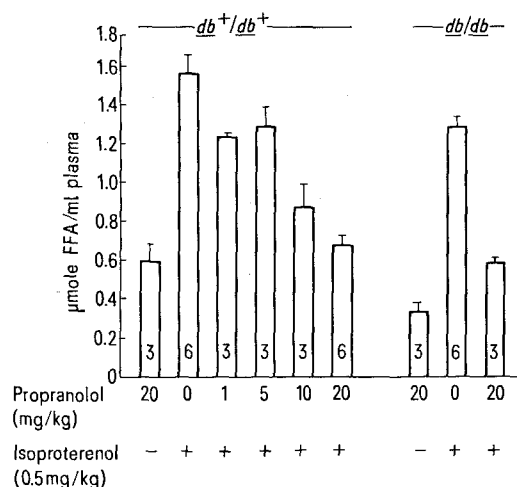 db+/db+ db/db
1.8
1.6
1.4
1.2
1.0
0.8
0.6
0.4
0.2
0
µmole FFA/ml plasma
3 6 3 3 3 6 3 6 3
Propranolol 20 0 1 5 10 20 20 0 20
(mg/kg)
Isoproterenol − + + + + + − + +
(0.5mg/kg)